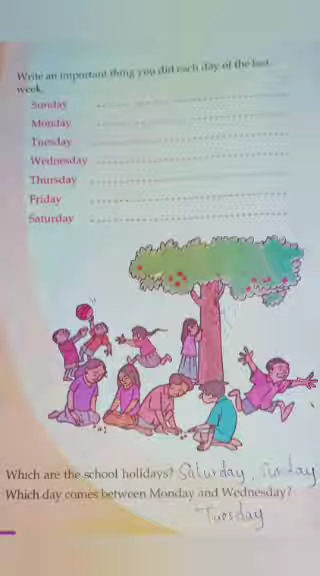 Write an important thing you did each day of the last
week.
Sunday
Monday
Tuesday
Wednesday
Thursday
Friday
Saturday
Which are the school holidays? Saturday,
Which day comes between Monday and Wednesday?
Tuesday